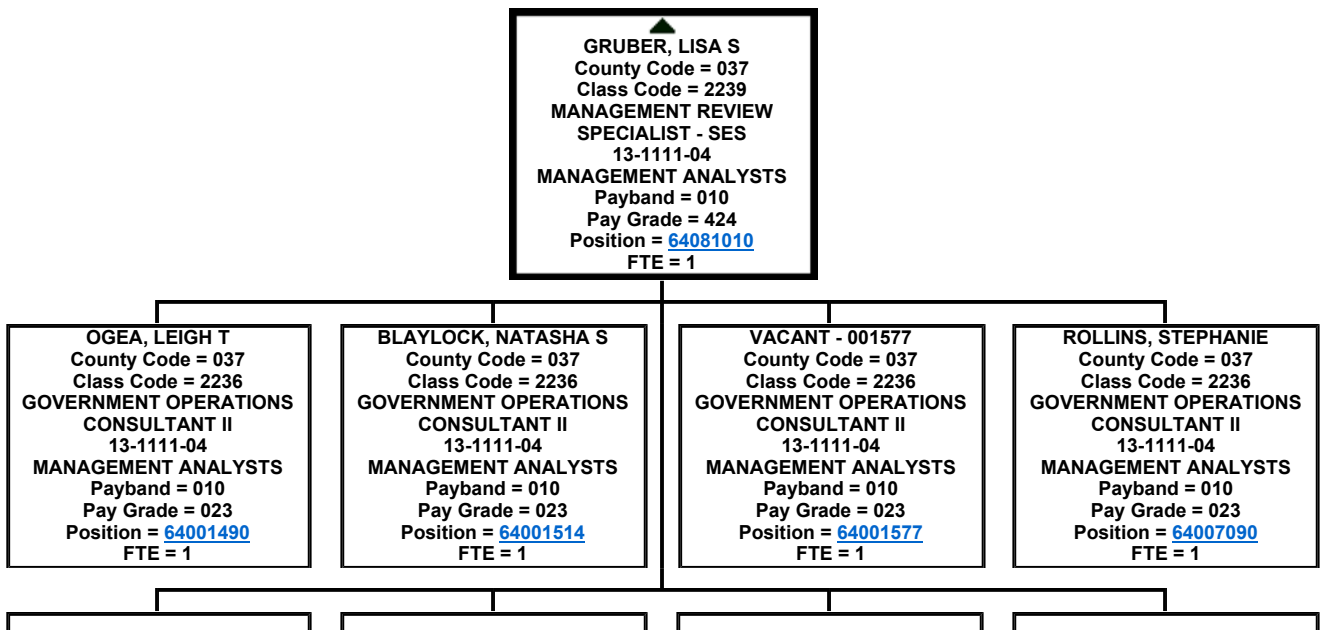 GRUBER, LISA S
County Code = 037
Class Code = 2239
MANAGEMENT REVIEW
SPECIALIST - SES
13-1111-04
MANAGEMENT ANALYSTS
Payband = 010
Pay Grade = 424
Position = 64081010
FTE = 1
OGEA, LEIGH T
County Code = 037
Class Code = 2236
GOVERNMENT OPERATIONS
CONSULTANT II
13-1111-04
MANAGEMENT ANALYSTS
Payband = 010
Pay Grade = 023
Position = 64001490
FTE = 1
BLAYLOCK, NATASHA S
County Code = 037
Class Code = 2236
GOVERNMENT OPERATIONS
CONSULTANT II
13-1111-04
MANAGEMENT ANALYSTS
Payband = 010
Pay Grade = 023
Position = 64001514
FTE = 1
VACANT - 001577
County Code = 037
Class Code = 2236
GOVERNMENT OPERATIONS
CONSULTANT II
13-1111-04
MANAGEMENT ANALYSTS
Payband = 010
Pay Grade = 023
Position = 64001577
FTE = 1
ROLLINS, STEPHANIE
County Code = 037
Class Code = 2236
GOVERNMENT OPERATIONS
CONSULTANT II
13-1111-04
MANAGEMENT ANALYSTS
Payband = 010
Pay Grade = 023
Position = 64007090
FTE = 1